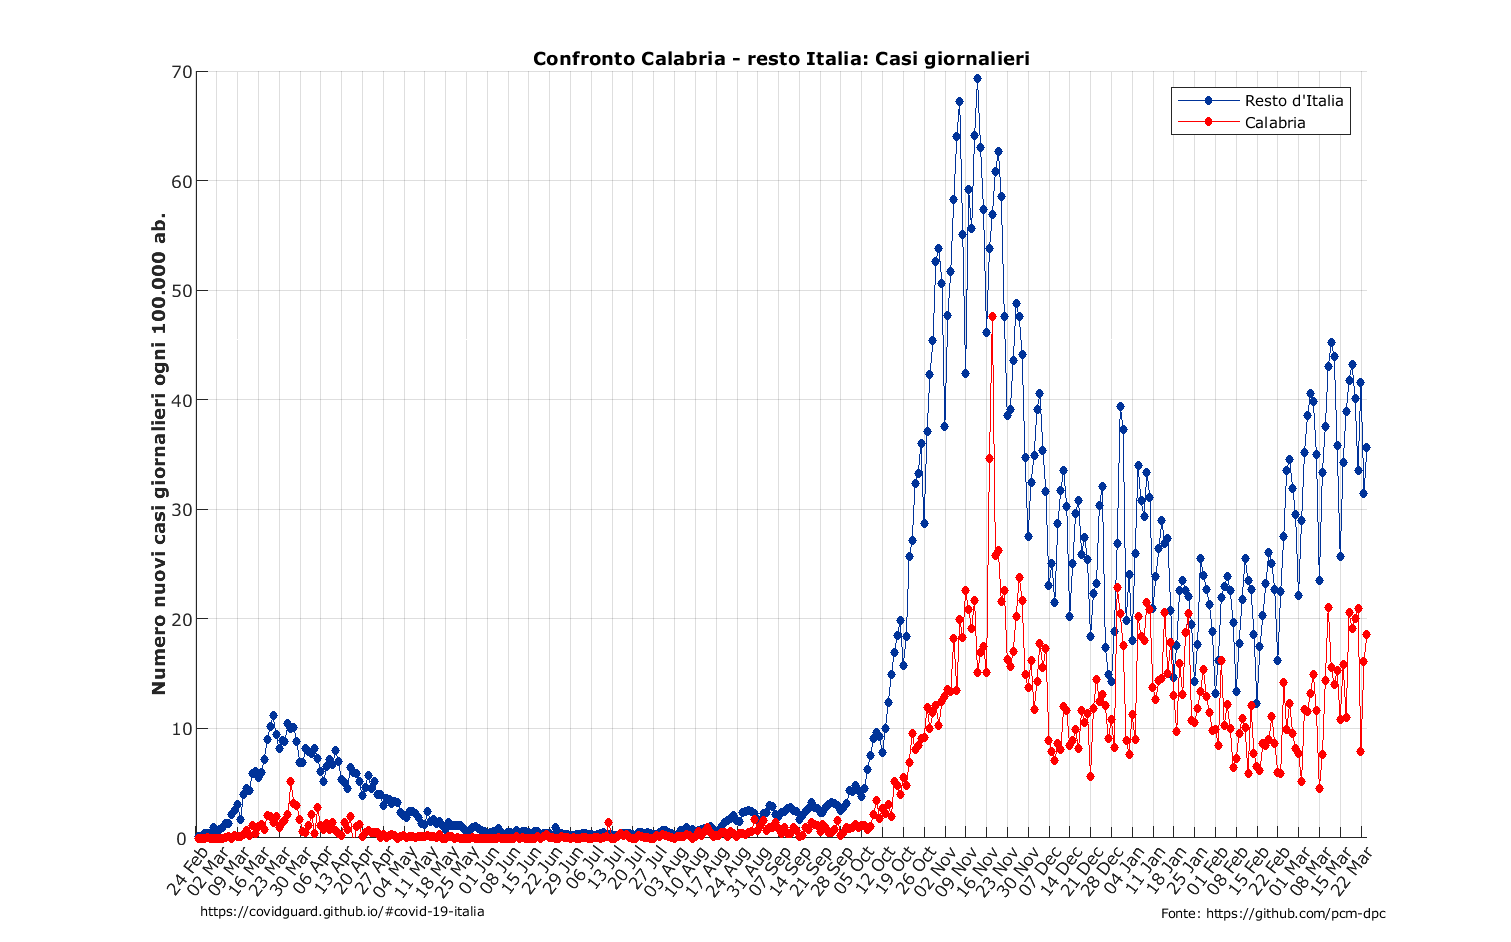 Confronto Calabria - resto Italia: Casi giornalieri
Numero nuovi casi giornalieri ogni 100.000 ab.
70
60
50
40
30
20
10
0
Resto d'Italia
Calabria
24 Feb
02 Mar
09 Mar
16 Mar
23 Mar
30 Mar
06 Apr
13 Apr
20 Apr
27 Apr
04 May
11 May
18 May
25 May
01 Jun
08 Jun
15 Jun
22 Jun
29 Jun
06 Jul
13 Jul
20 Jul
27 Jul
03 Aug
10 Aug
17 Aug
24 Aug
31 Aug
07 Sep
14 Sep
21 Sep
28 Sep
05 Oct
12 Oct
19 Oct
26 Oct
02 Nov
09 Nov
16 Nov
23 Nov
30 Nov
07 Dec
14 Dec
21 Dec
28 Dec
04 Jan
11 Jan
18 Jan
25 Jan
01 Feb
08 Feb
15 Feb
22 Feb
01 Mar
08 Mar
15 Mar
22 Mar
https://covidguard.github.io/#covid-19-italia
Fonte: https://github.com/pcm-dpc